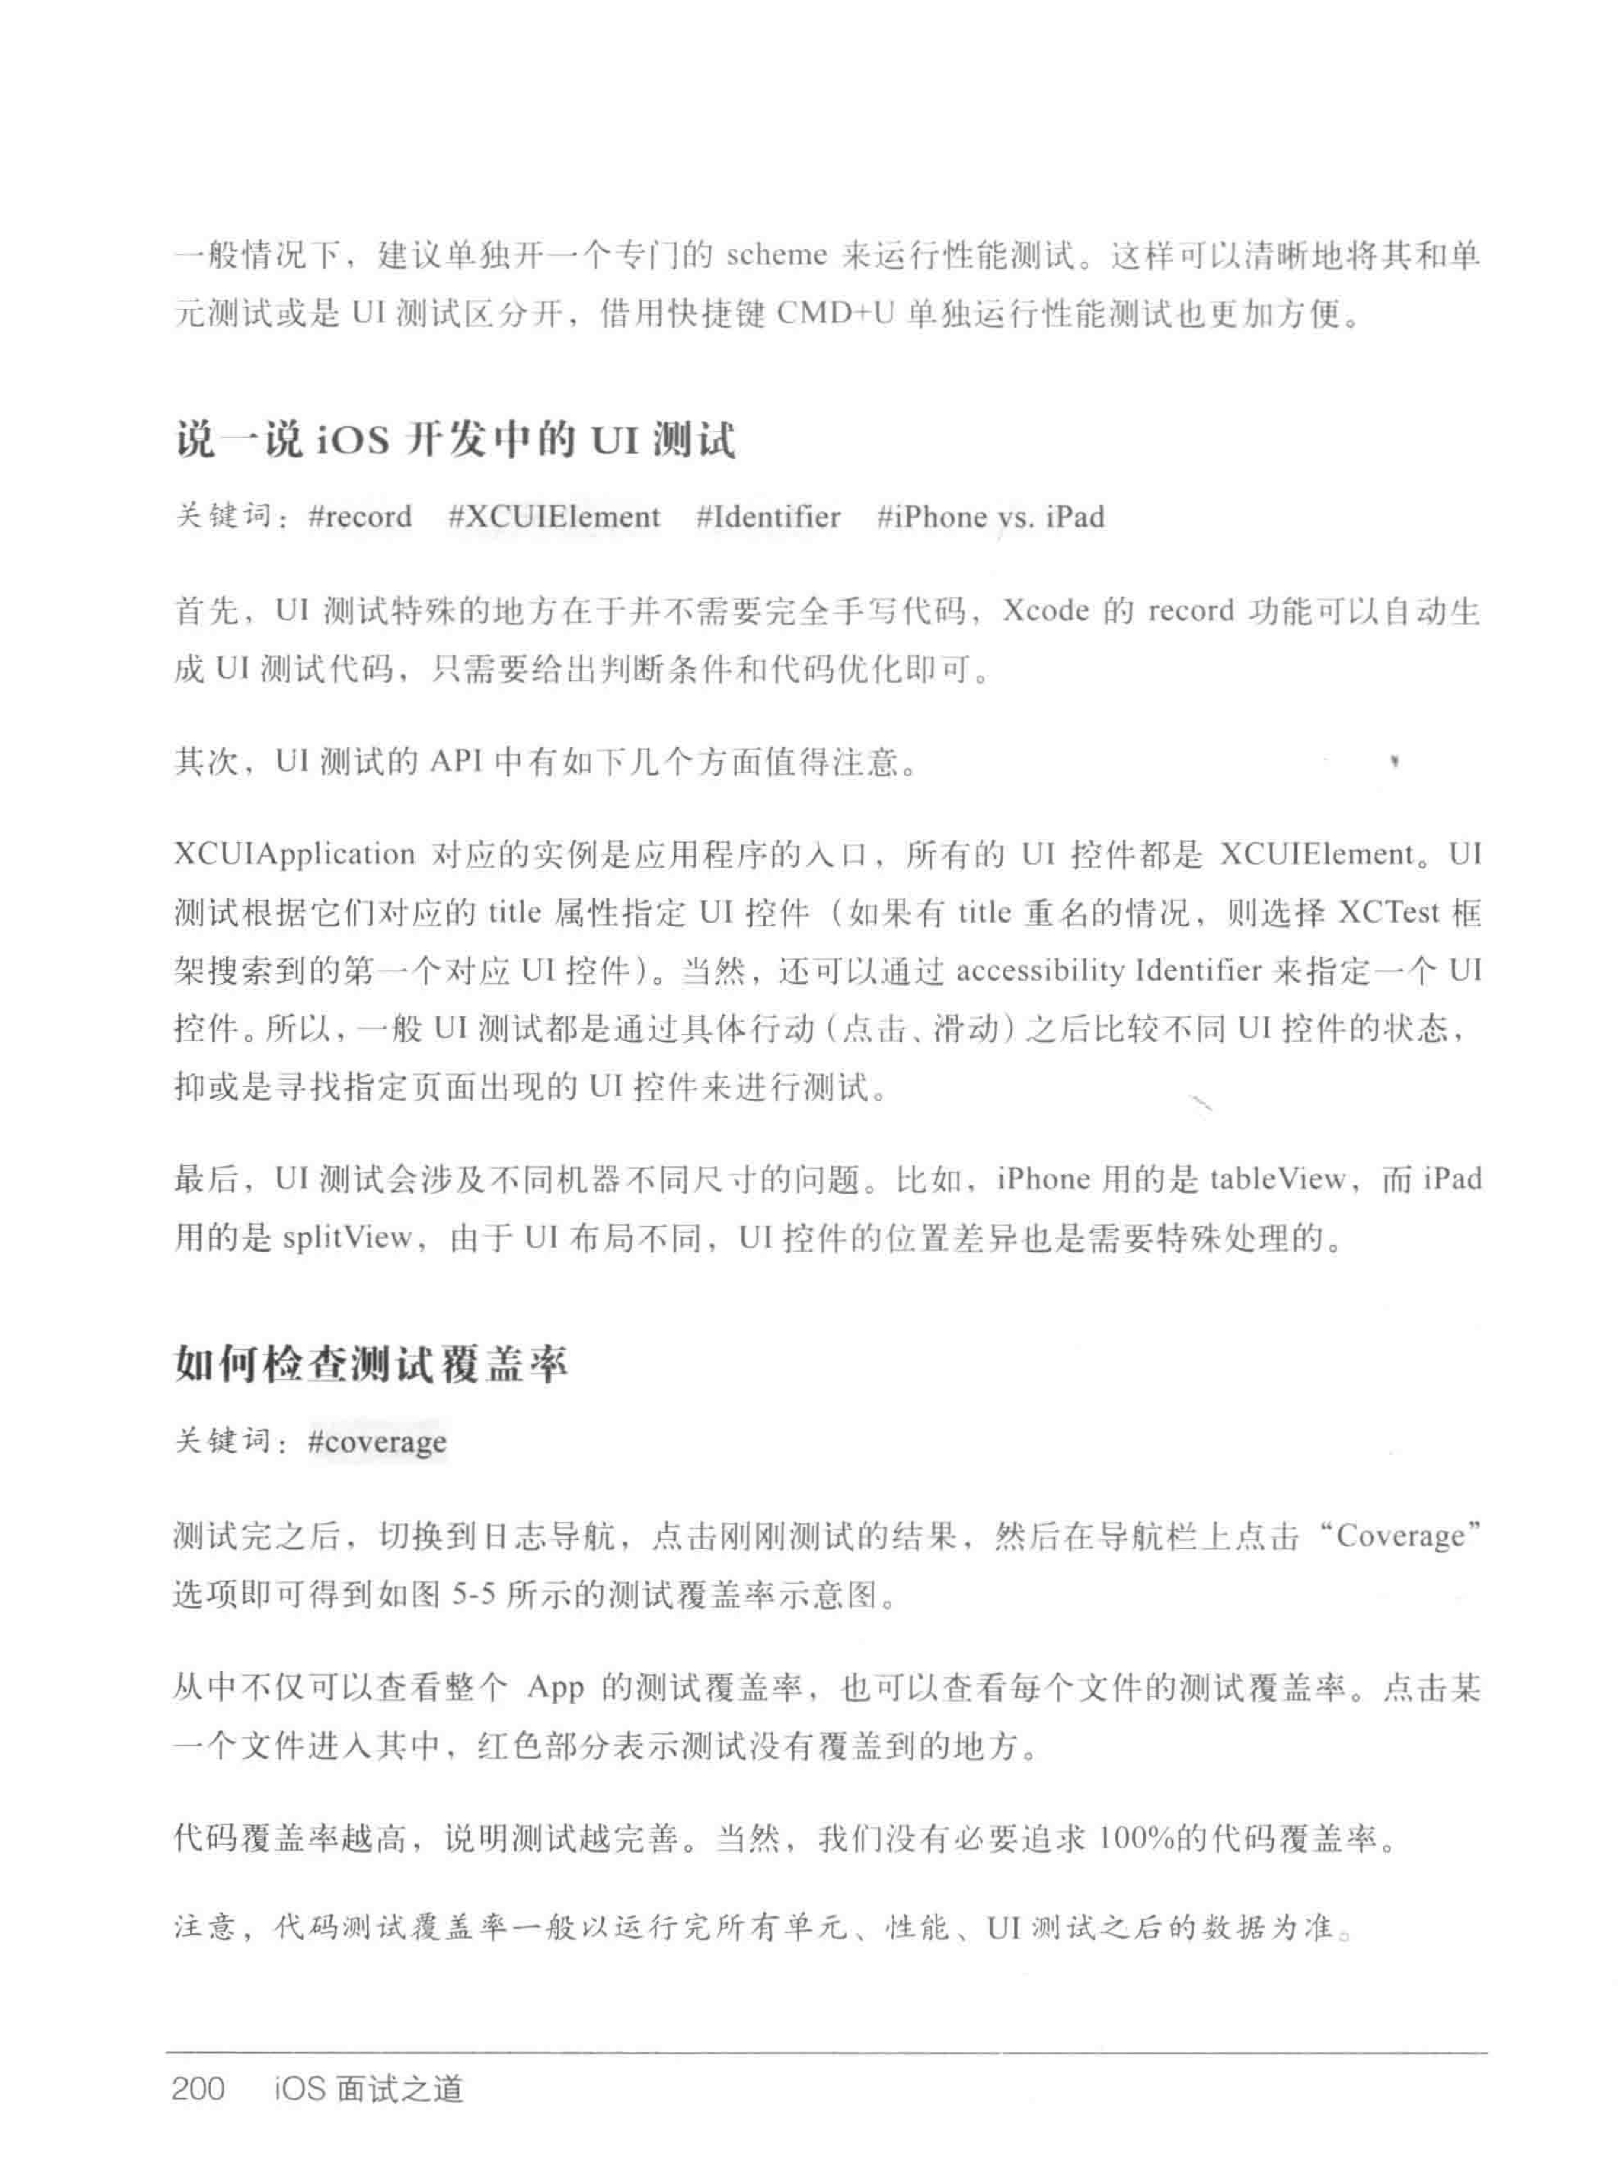 一般情况下，建议单独开一个专门的 scheme 来运行性能测试。这样可以清晰地将其和单
元测试或是 UI 测试区分开，借用快捷键 CMD+U 单独运行性能测试也更加方便。
说一说 iOS 开发中的 UI 测试
关键词：#record #XCUIElement #Identifier #iPhone vs. iPad
首先，UI 测试特殊的地方在于并不需要完全手写代码，Xcode 的 record 功能可以自动生
成 UI 测试代码，只需要给出判断条件和代码优化即可。
其次，UI 测试的 API 中有如下几个方面值得注意。
XCUIApplication 对应的实例是应用程序的入口，所有的 UI 控件都是 XCUIElement。UI
测试根据它们对应的 title 属性指定 UI 控件（如果有 title 重名的情况，则选择 XCTest 框
架搜索到的第一个对应 UI 控件）。当然，还可以通过 accessibility Identifier 来指定一个 UI
控件。所以，一般 UI 测试都是通过具体行动（点击、滑动）之后比较不同 UI 控件的状态，
抑或是寻找指定页面出现的 UI 控件来进行测试。
最后，UI 测试会涉及不同机器不同尺寸的问题。比如，iPhone 用的是 tableView，而 iPad
用的是 splitView，由于 UI 布局不同，UI 控件的位置差异也是需要特殊处理的。
如何检查测试覆盖率
关键词：#coverage
测试完之后，切换到日志导航，点击刚刚测试的结果，然后在导航栏上点击“Coverage”
选项即可得到如图 5-5 所示的测试覆盖率示意图。
从中不仅可以查看整个 App 的测试覆盖率，也可以查看每个文件的测试覆盖率。点击某
一个文件进入其中，红色部分表示测试没有覆盖到的地方。
代码覆盖率越高，说明测试越完善。当然，我们没有必要追求 100%的代码覆盖率。
注意，代码测试覆盖率一般以运行完所有单元、性能、UI 测试之后的数据为准。
200 iOS 面试之道